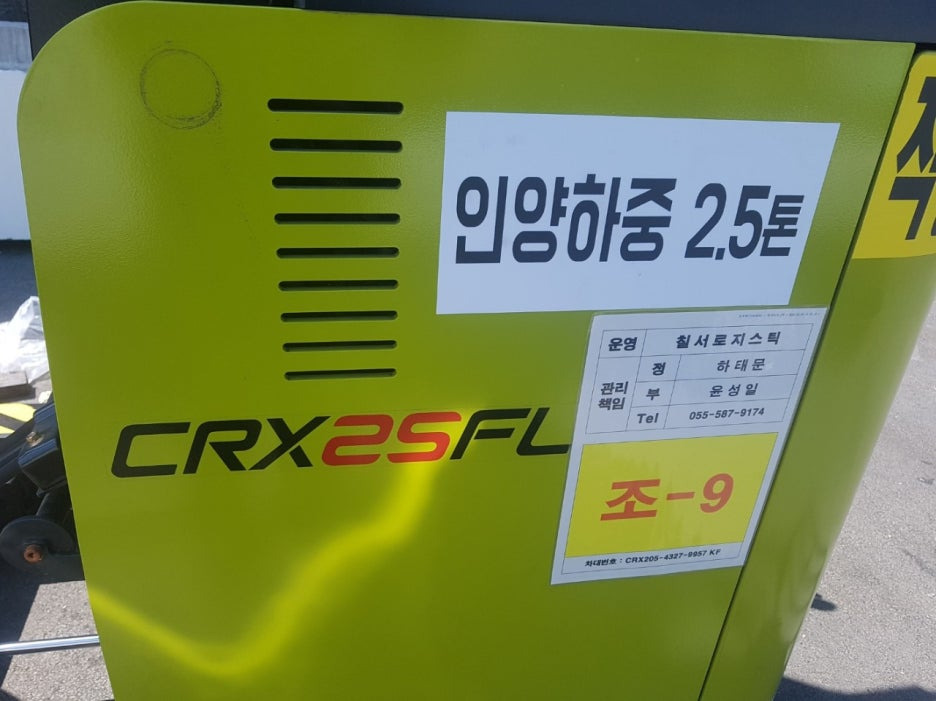 인양하중 2.5톤
운영 칠서로지스틱
관리책임 정 하태문
부 윤성일
Tel 055-587-9174
CRX25FL
조-9
차대번호 : CRX205-4327-9957 KF